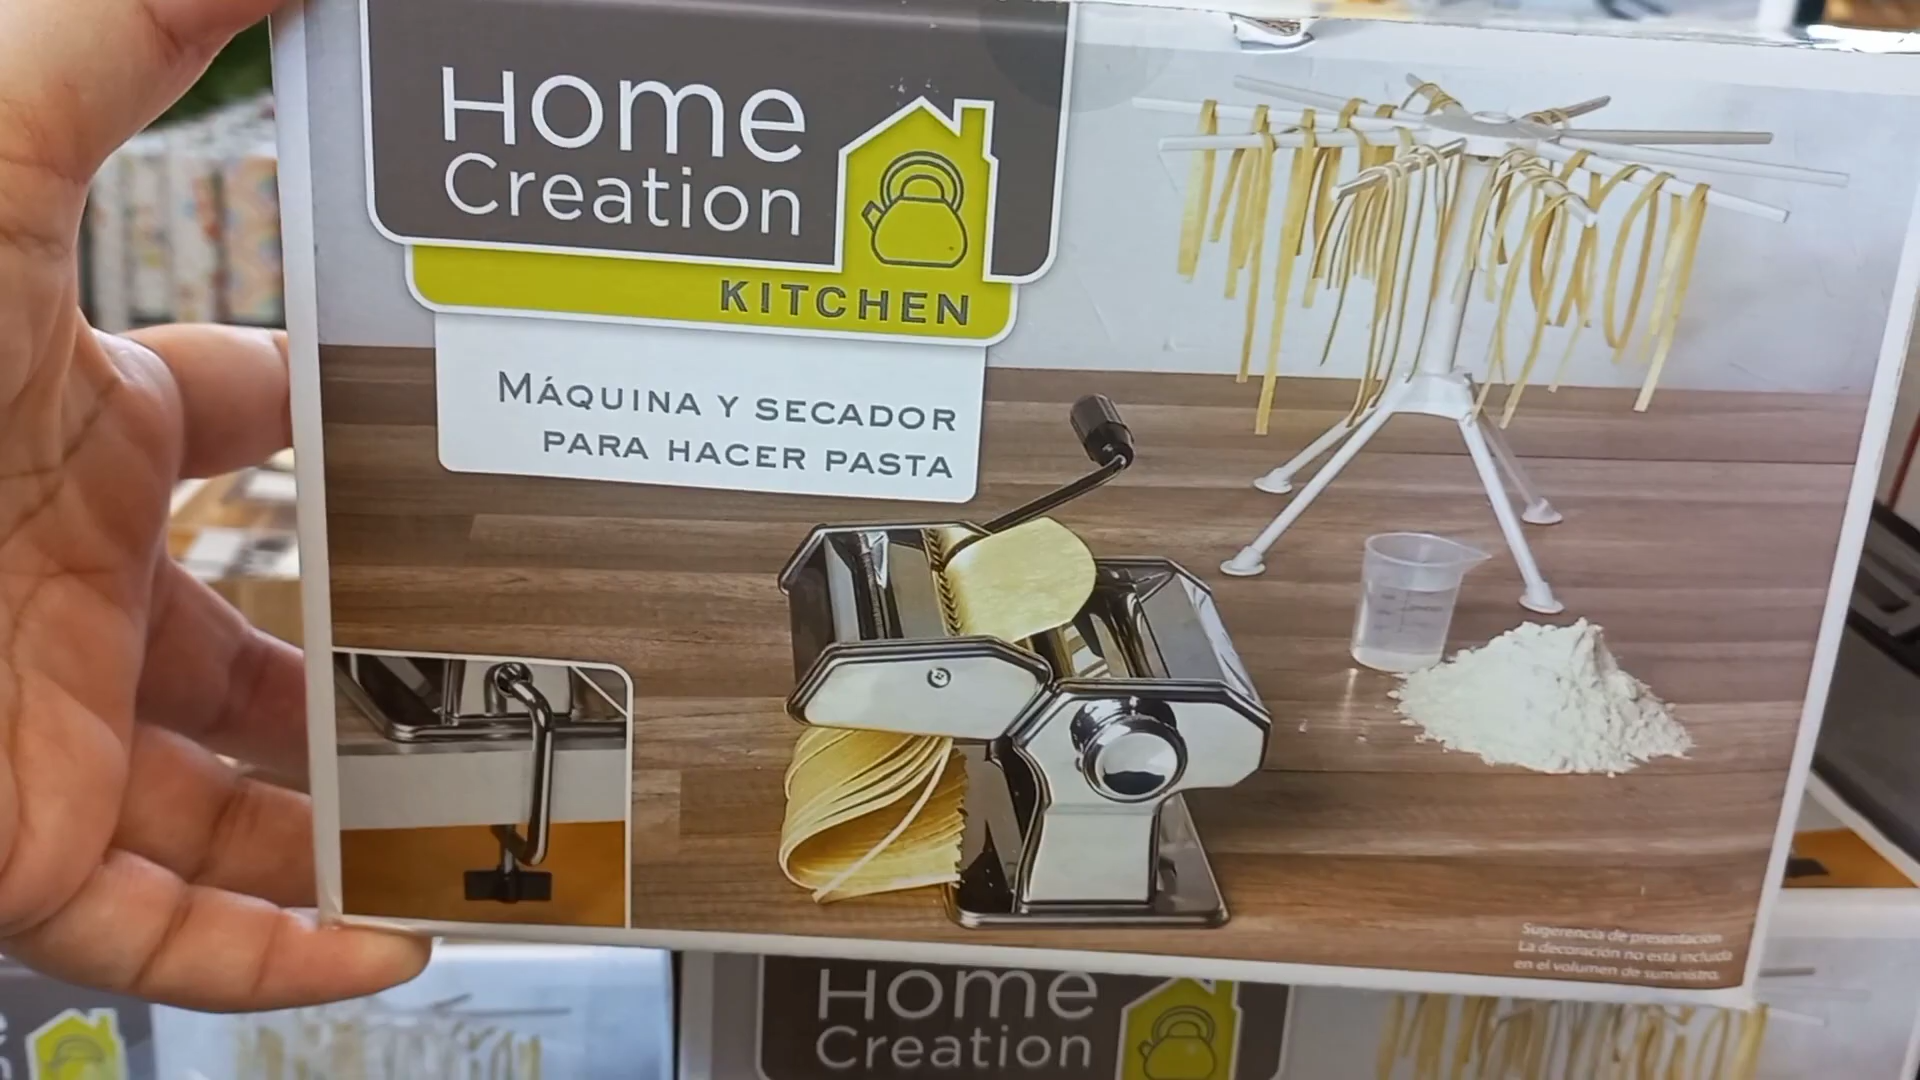 Home
Creation
KITCHEN
MÁQUINA Y SECADOR
PARA HACER PASTA
Sugerencia de presentación
La decoración no está incluida
en el volumen de suministro.
Home
Creation